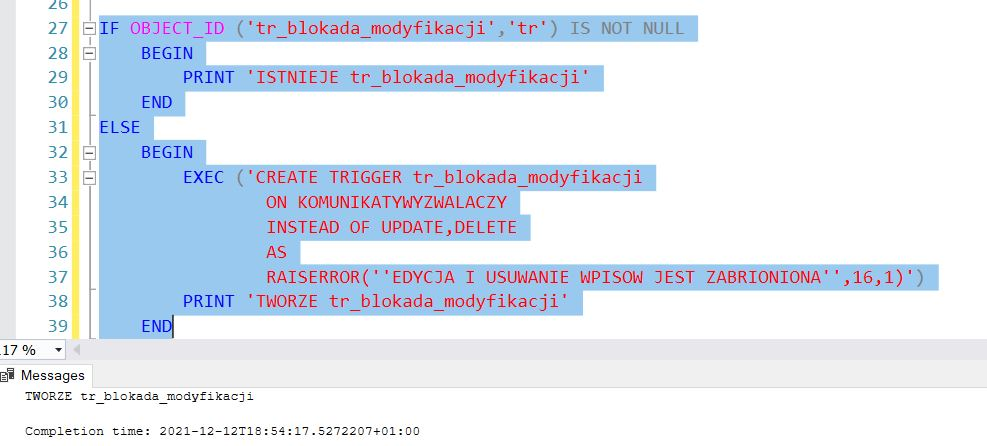 26
27 IF OBJECT_ID ('tr_blokada_modyfikacji','tr') IS NOT NULL
28 BEGIN
29 PRINT 'ISTNIEJE tr_blokada_modyfikacji'
30 END
31 ELSE
32 BEGIN
33 EXEC ('CREATE TRIGGER tr_blokada_modyfikacji
34 ON KOMUNIKATYWYZWALACZY
35 INSTEAD OF UPDATE,DELETE
36 AS
37 RAISERROR(''EDYCJA I USUWANIE WPISOW JEST ZABRIONIONA'',16,1)')
38 PRINT 'TWORZE tr_blokada_modyfikacji'
39 END
.17 %
Messages
TWORZE tr_blokada_modyfikacji
Completion time: 2021-12-12T18:54:17.5272207+01:00